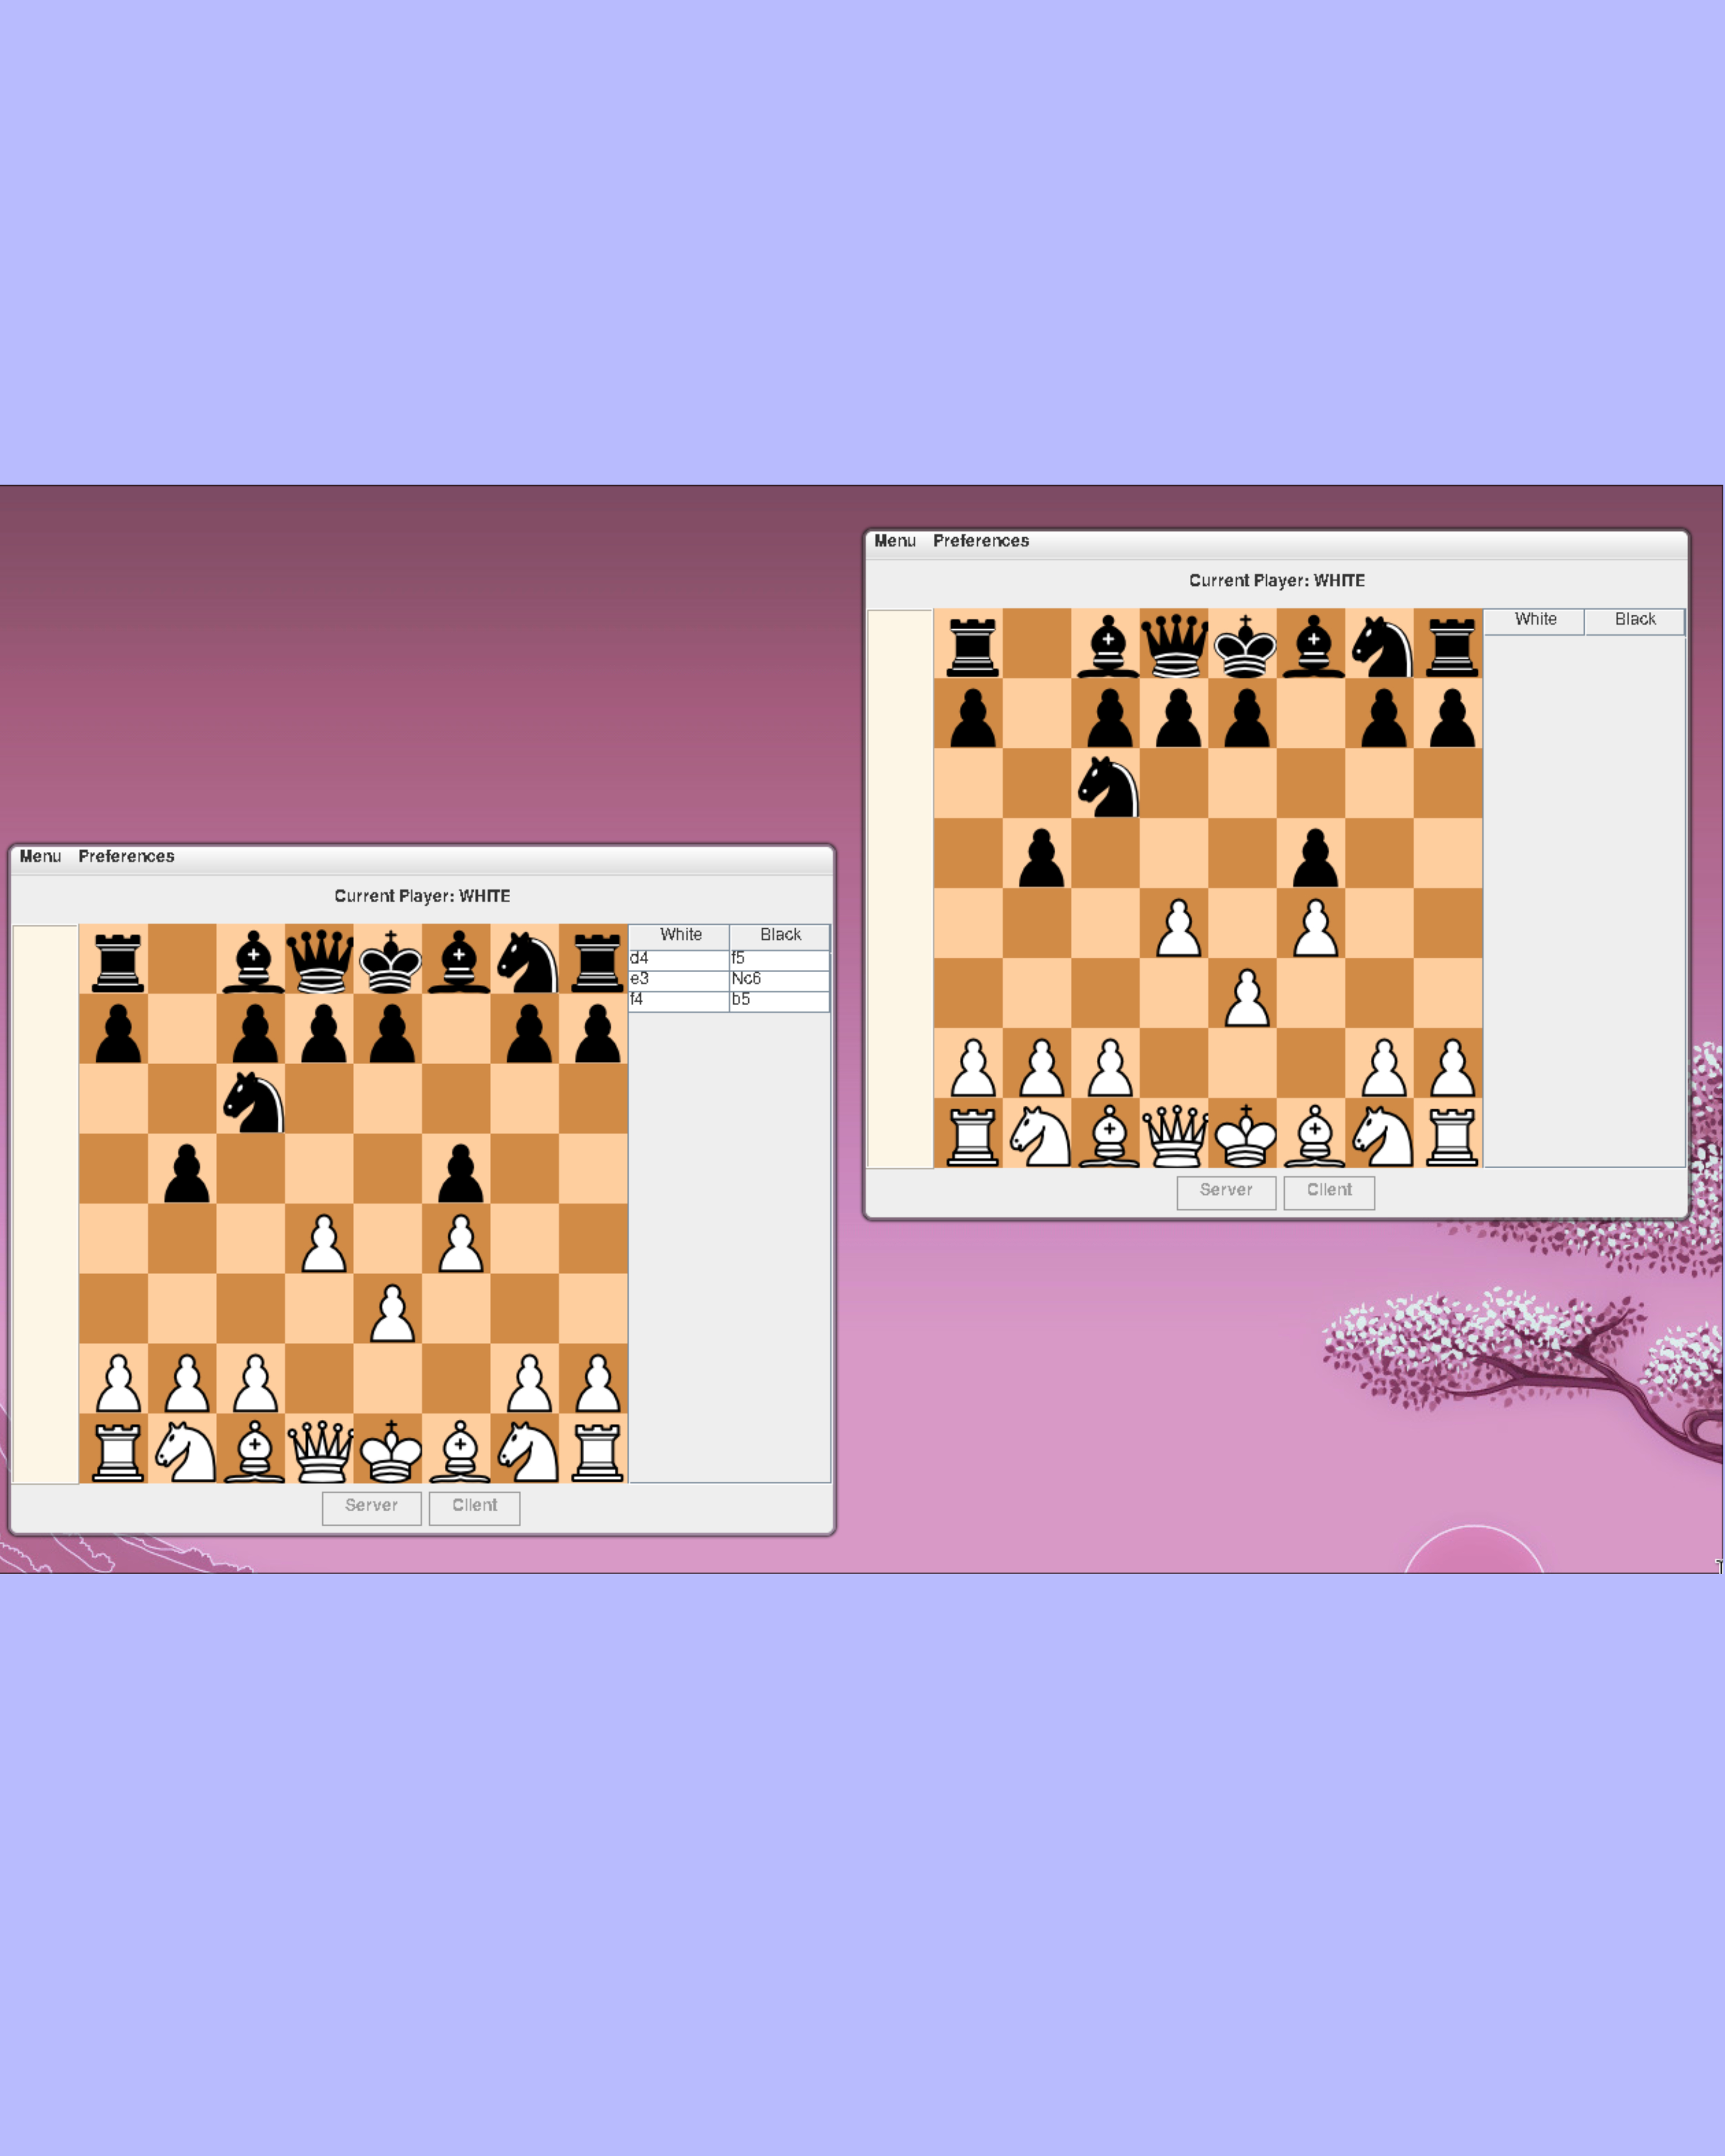 Menu Preferences
Current Player: WHITE
White Black
Server Client
Menu Preferences
Current Player: WHITE
White Black
d4 f5
e3 Nc6
f4 b5
Server Client